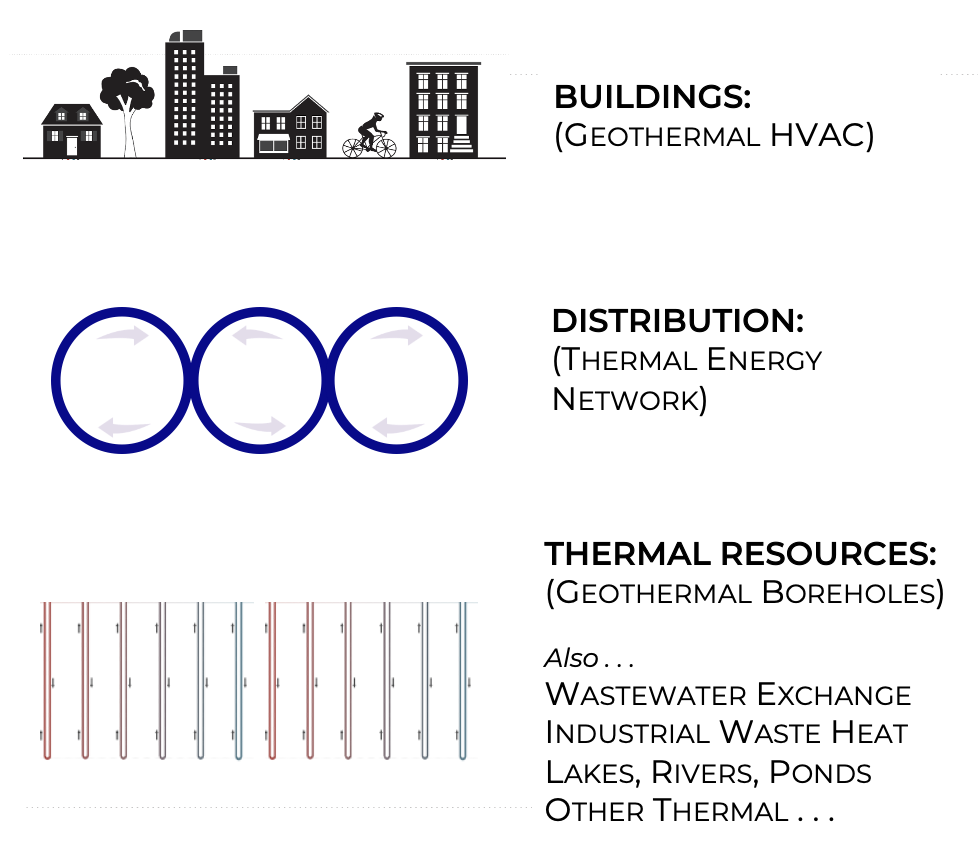 BUILDINGS:
(Geothermal HVAC)
DISTRIBUTION:
(Thermal Energy
Network)
THERMAL RESOURCES:
(Geothermal Boreholes)
Also . . .
Wastewater Exchange
Industrial Waste Heat
Lakes, Rivers, Ponds
Other Thermal . . .